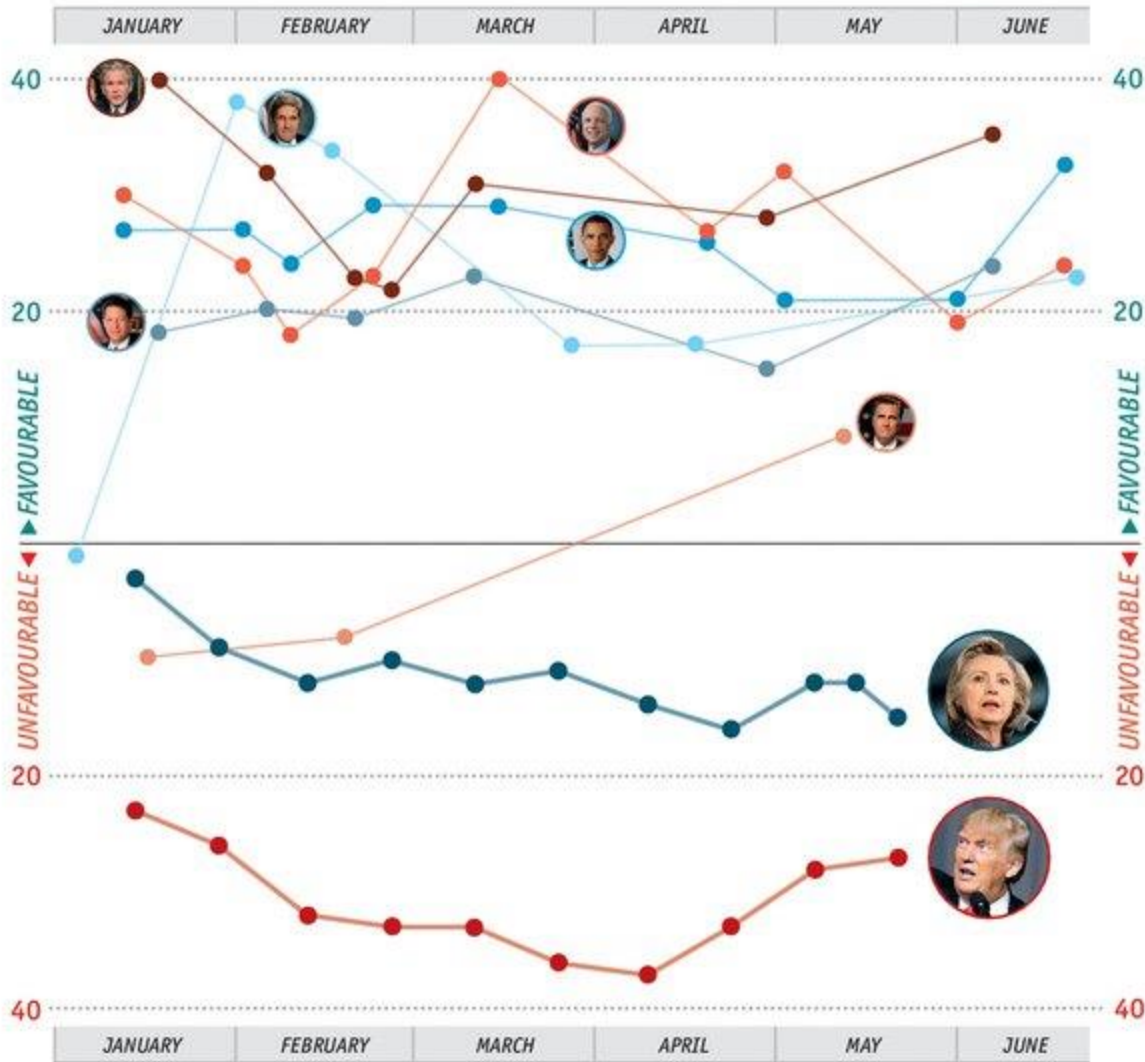 JANUARY FEBRUARY MARCH APRIL MAY JUNE
40 40
20 20
▶FAVOURABLE ▶FAVOURABLE
UNFAVOURABLE◀ UNFAVOURABLE◀
20 20
40 40
JANUARY FEBRUARY MARCH APRIL MAY JUNE